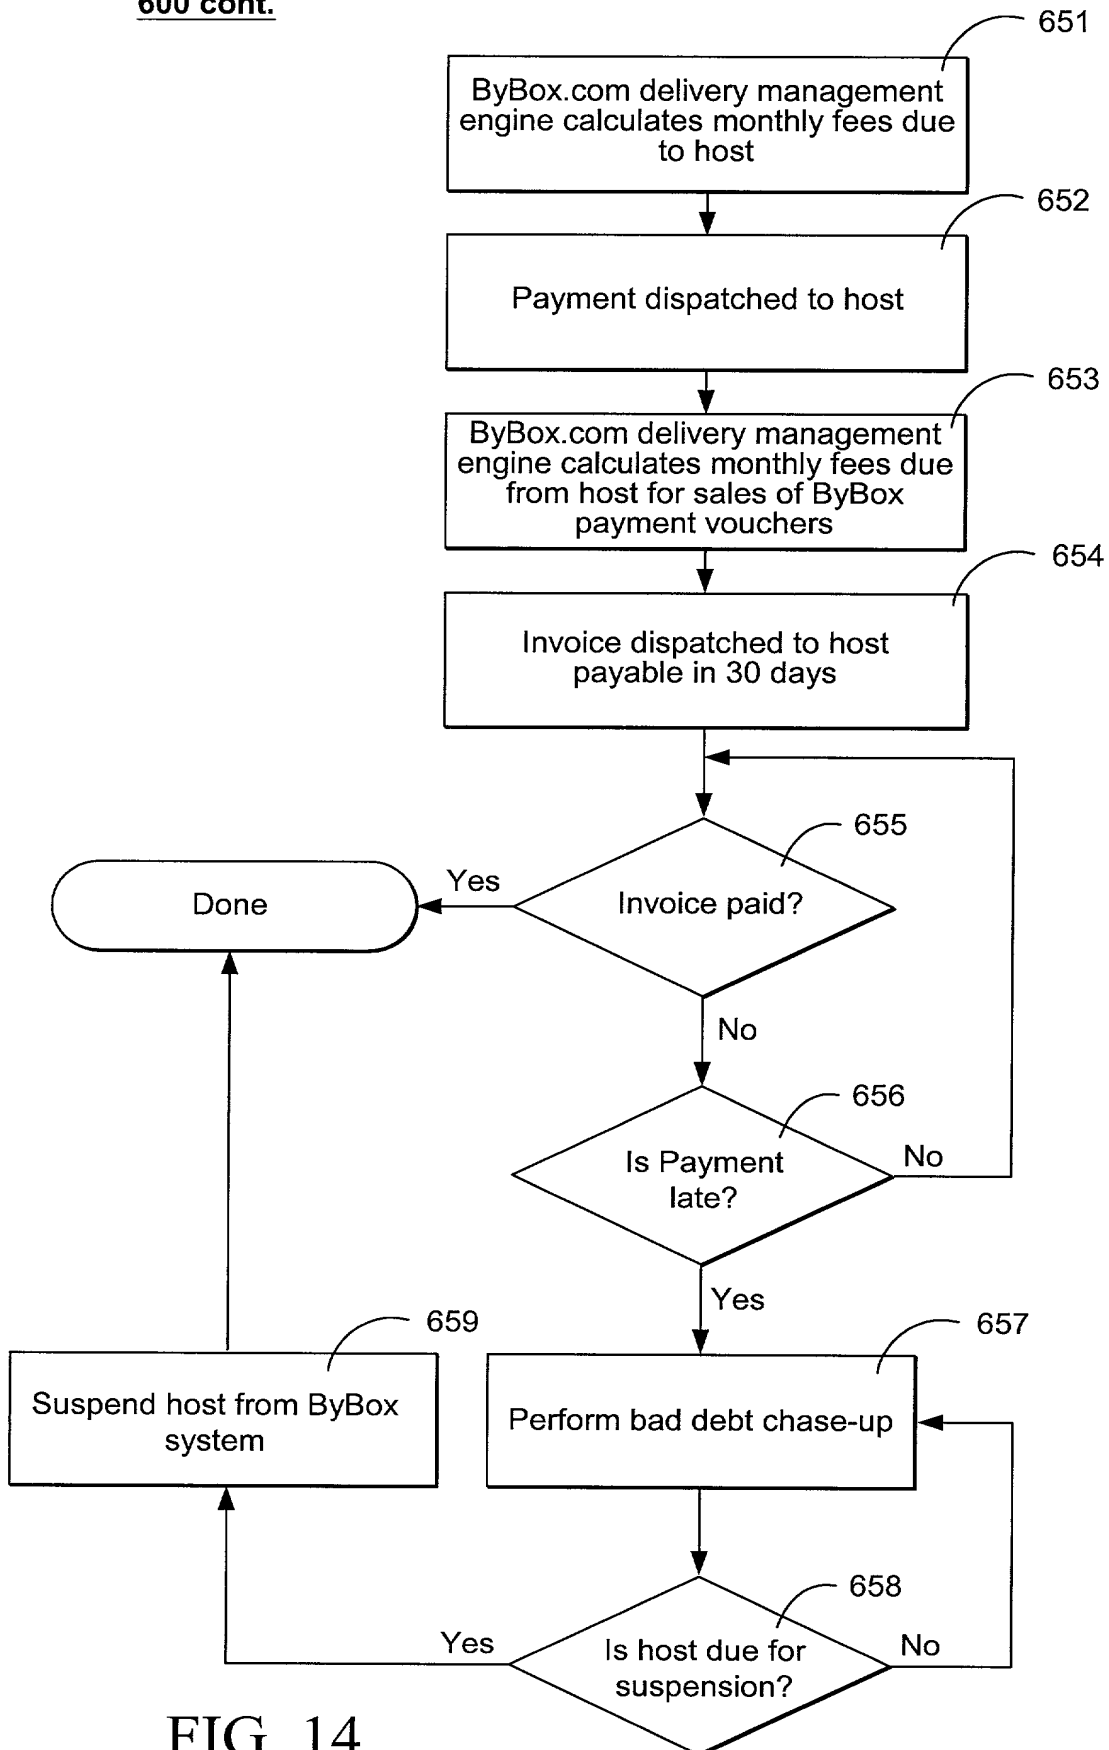 600 cont.
651
ByBox.com delivery management
engine calculates monthly fees due
to host
652
Payment dispatched to host
653
ByBox.com delivery management
engine calculates monthly fees due
from host for sales of ByBox
payment vouchers
654
Invoice dispatched to host
payable in 30 days
655
Invoice paid?
Yes
Done
No
656
Is Payment
late?
No
Yes
657
Perform bad debt chase-up
659
Suspend host from ByBox
system
658
Is host due for
suspension?
Yes
No
FIG. 14